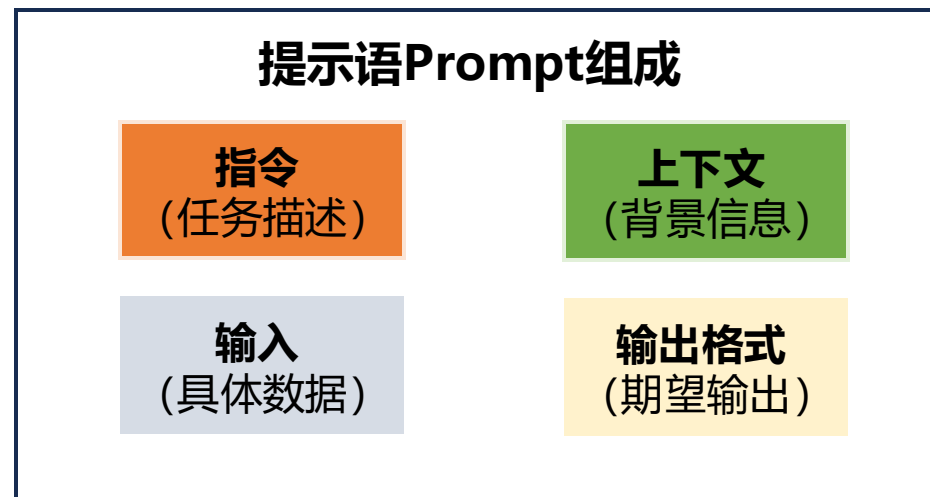 提示语Prompt组成
指令
（任务描述）
上下文
（背景信息）
输入
（具体数据）
输出格式
（期望输出）